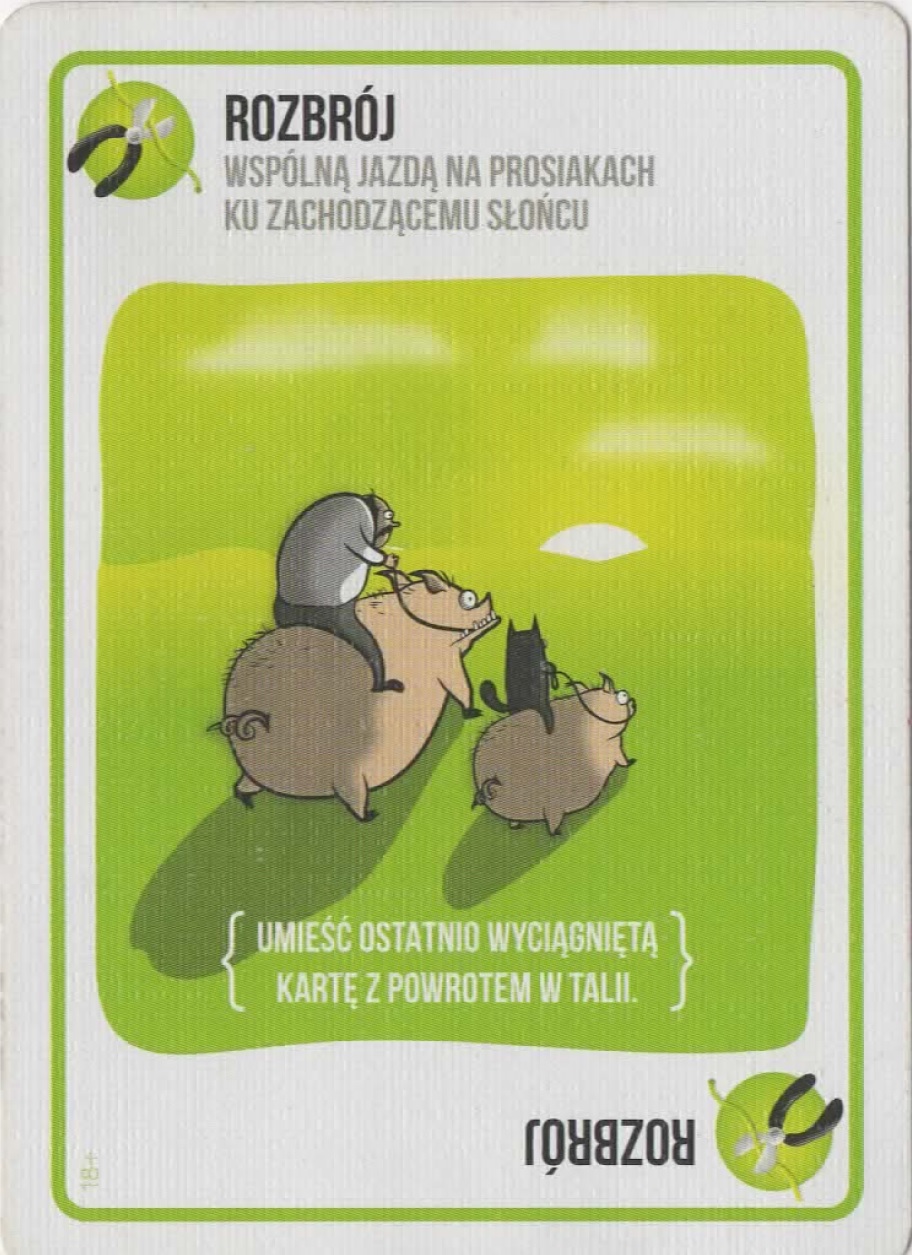 ROZBRÓJ
WSPÓLNĄ JAZDĄ NA PROSIAKACH
KU ZACHODZĄCEMU SŁOŃCU
UMIEŚĆ OSTATNIO WYCIĄGNIĘTĄ
KARTĘ Z POWROTEM W TALII.
ROZBRÓJ
18+